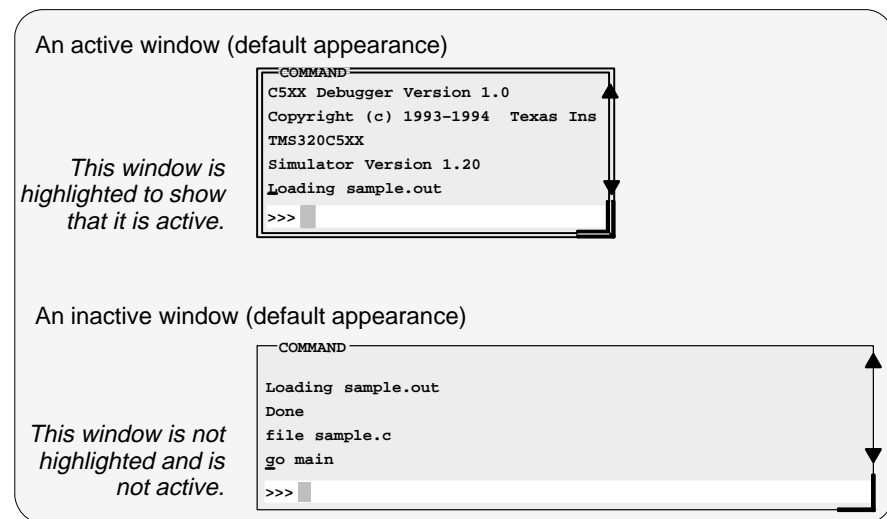 An active window (default appearance)
COMMAND
C5XX Debugger Version 1.0
Copyright (c) 1993–1994 Texas Ins
TMS320C5XX
Simulator Version 1.20
Loading sample.out
>>>
This window is
highlighted to show
that it is active.
An inactive window (default appearance)
COMMAND
Loading sample.out
Done
file sample.c
go main
>>>
This window is not
highlighted and is
not active.